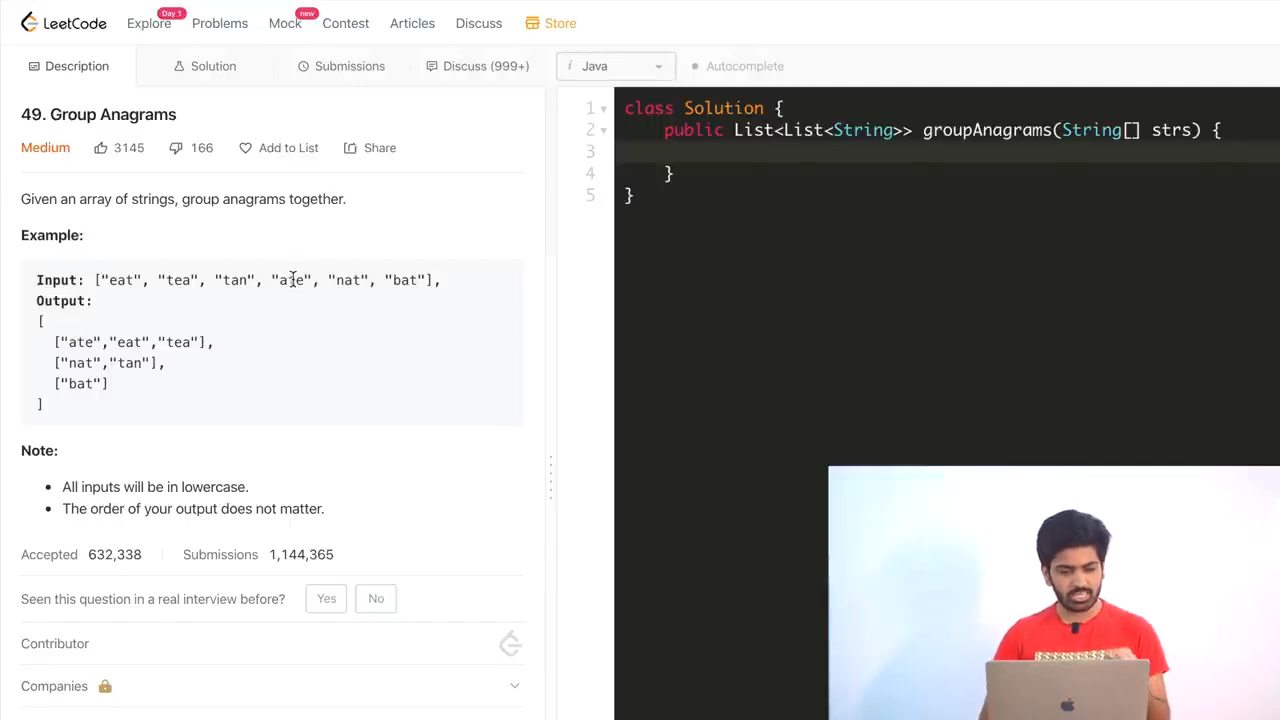 LeetCode
Explore
Day 1
Problems
Mock
new
Contest
Articles
Discuss
Store
Description
Solution
Submissions
Discuss (999+)
i Java
Autocomplete
49. Group Anagrams
Medium
3145
166
Add to List
Share
Given an array of strings, group anagrams together.
Example:
Input: ["eat", "tea", "tan", "ate", "nat", "bat"],
Output:
[
["ate","eat","tea"],
["nat","tan"],
["bat"]
]
Note:
• All inputs will be in lowercase.
• The order of your output does not matter.
Accepted 632,338
Submissions 1,144,365
Seen this question in a real interview before?
Yes
No
Contributor
Companies
1 class Solution {
2 public List<List<String>> groupAnagrams(String[] strs) {
3
4 }
5 }